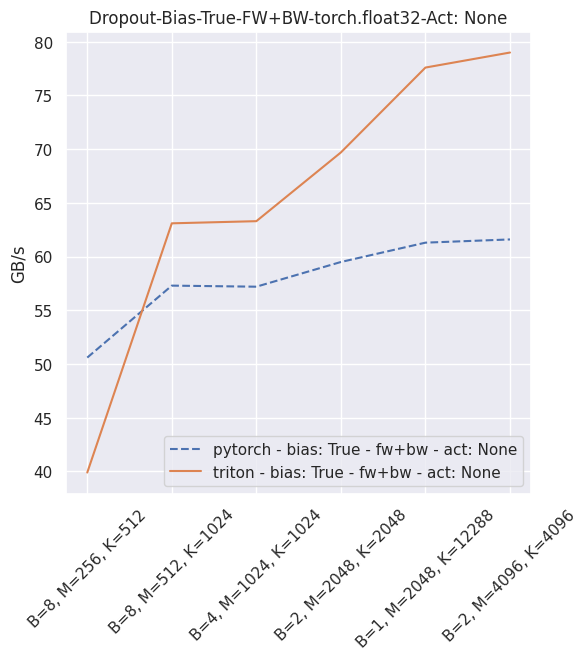 Dropout-Bias-True-FW+BW-torch.float32-Act: None
80
75
70
65
60
55
50
45
40
GB/s
pytorch - bias: True - fw+bw - act: None
triton - bias: True - fw+bw - act: None
B=8, M=256, K=512
B=8, M=512, K=1024
B=4, M=1024, K=1024
B=2, M=2048, K=2048
B=1, M=2048, K=12288
B=2, M=4096, K=4096